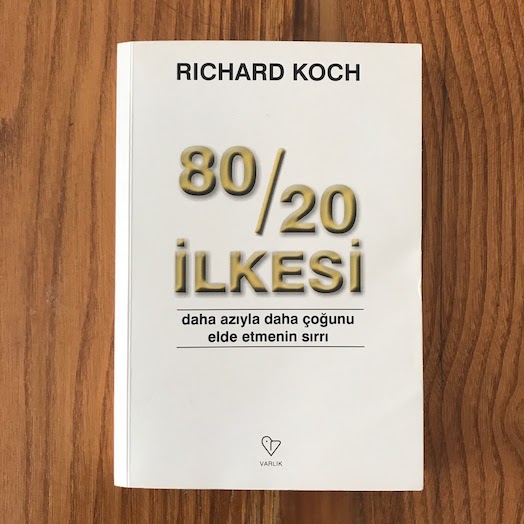 RICHARD KOCH
80/20
İLKESİ
daha azıyla daha çoğunu
elde etmenin sırrı
VARLIK